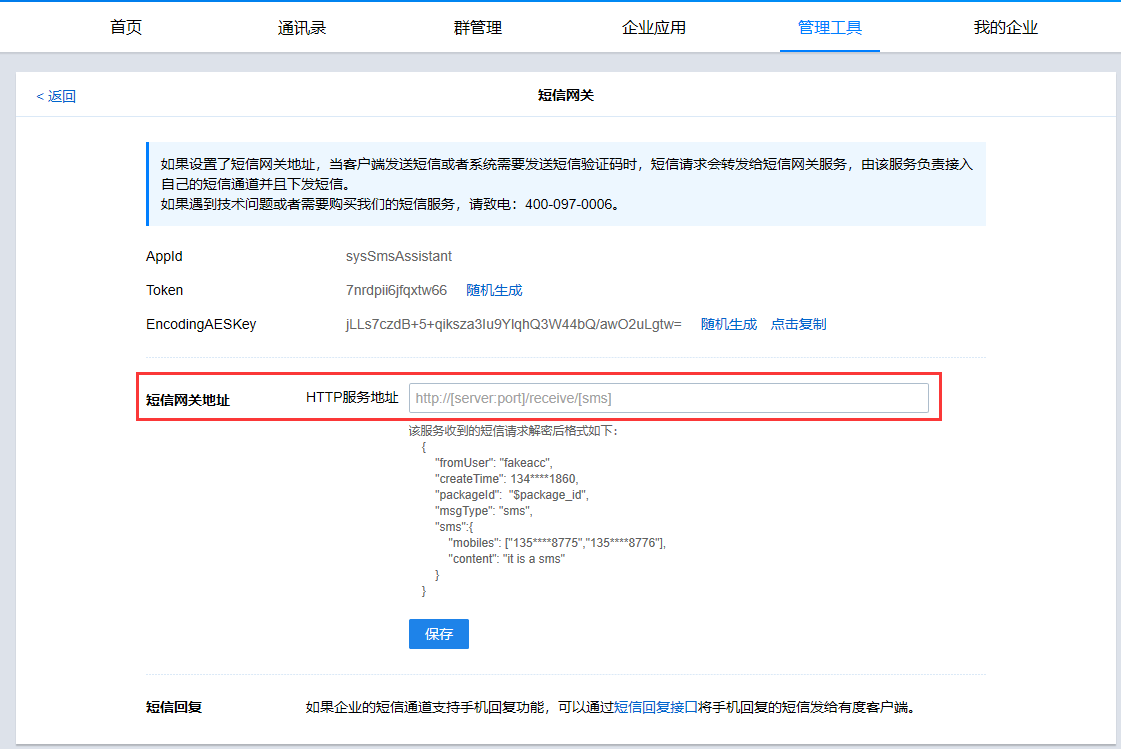 首页 通讯录 群管理 企业应用 管理工具 我的企业
< 返回 短信网关
如果设置了短信网关地址，当客户端发送短信或者系统需要发送短信验证码时，短信请求会转发给短信网关服务，由该服务负责接入
自己的短信通道并且下发短信。
如果遇到技术问题或者需要购买我们的短信服务，请致电：400-097-0006。
AppId sysSmsAssistant
Token 7nrdpii6jfqxtw66 随机生成
EncodingAESKey jLLs7czdB+5+qiksza3Iu9YIqhQ3W44bQ/awO2uLgtw= 随机生成 点击复制
短信网关地址 HTTP服务地址 http://[server:port]/receive/[sms]
该服务收到的短信请求解密后格式如下：
{
"fromUser": "fakeacc",
"createTime": 134****1860,
"packageId": "$package_id",
"msgType": "sms",
"sms":{
"mobiles": ["135****8775","135****8776"],
"content": "it is a sms"
}
}
保存
短信回复 如果企业的短信通道支持手机回复功能，可以通过短信回复接口将手机回复的短信发给有度客户端。